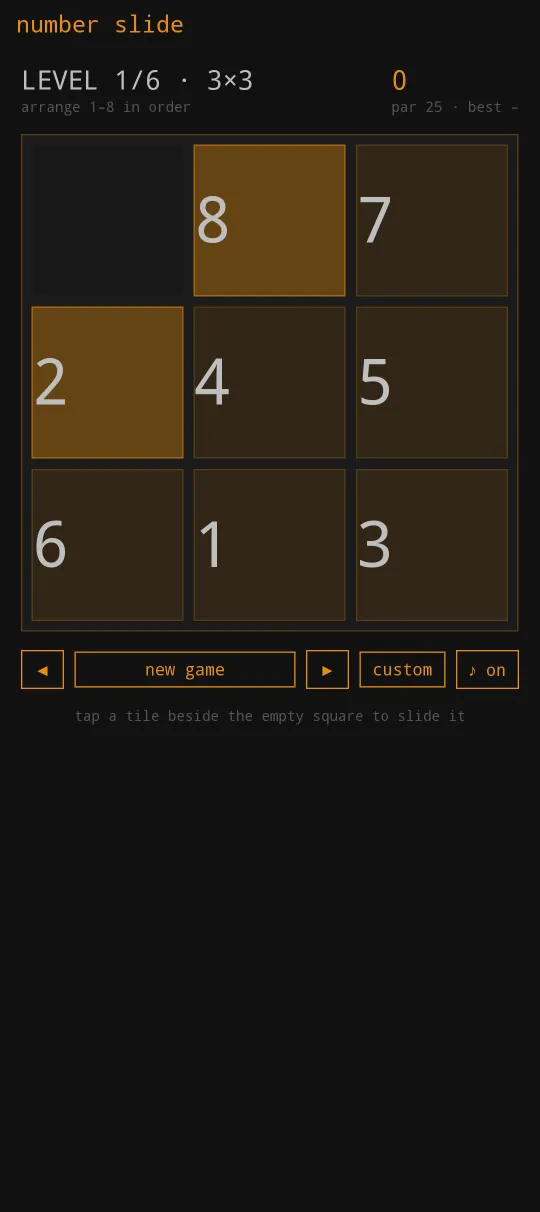 number slide
LEVEL 1/6 · 3×3 0
arrange 1–8 in order par 25 · best –
8 7
2 4 5
6 1 3
◀ new game ▶ custom ♪ on
tap a tile beside the empty square to slide it